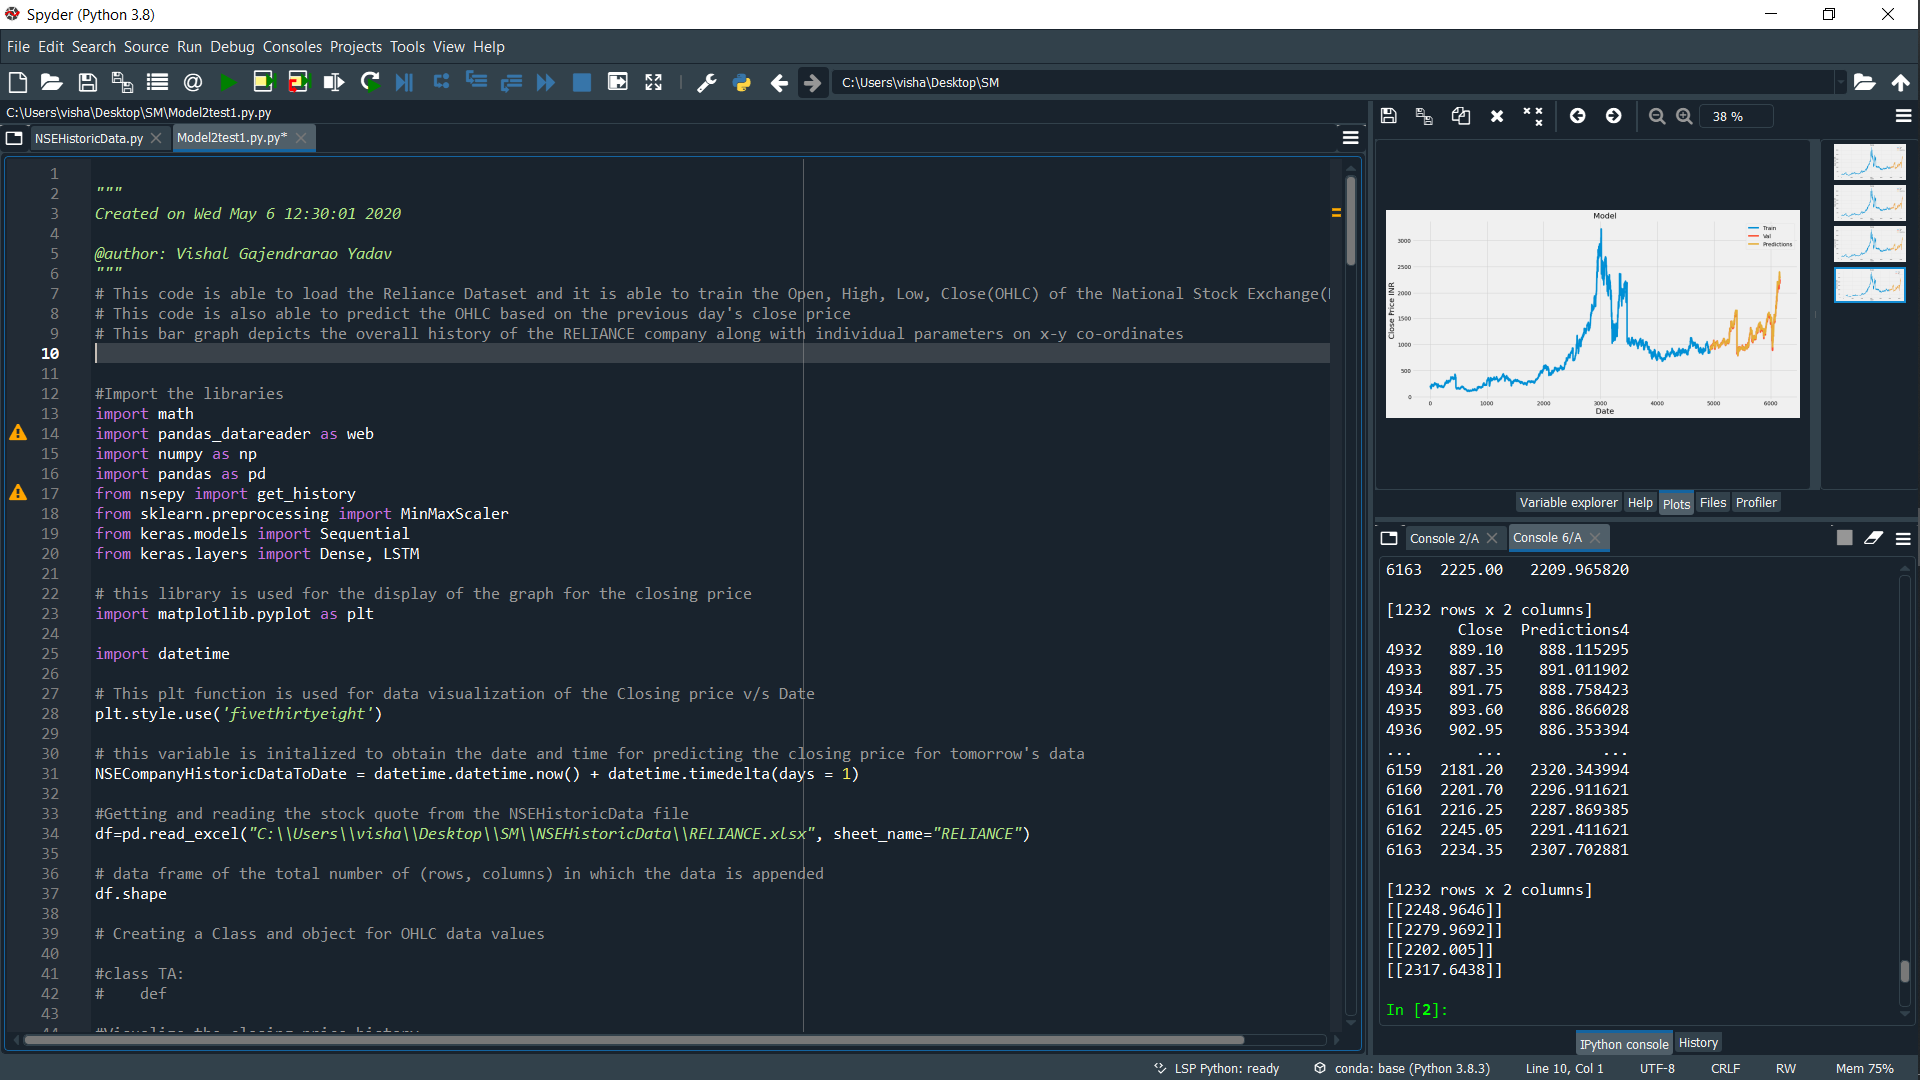 Spyder (Python 3.8)
File Edit Search Source Run Debug Consoles Projects Tools View Help
C:\Users\visha\Desktop\SM
C:\Users\visha\Desktop\SM\Model2test1.py.py
NSEHistoricData.py
Model2test1.py.py*
1
2 """
3 Created on Wed May 6 12:30:01 2020
4
5 @author: Vishal Gajendrarao Yadav
6 """
7 # This code is able to load the Reliance Dataset and it is able to train the Open, High, Low, Close(OHLC) of the National Stock Exchange(
8 # This code is also able to predict the OHLC based on the previous day's close price
9 # This bar graph depicts the overall history of the RELIANCE company along with individual parameters on x-y co-ordinates
10
11
12 #Import the libraries
13 import math
14 import pandas_datareader as web
15 import numpy as np
16 import pandas as pd
17 from nsepy import get_history
18 from sklearn.preprocessing import MinMaxScaler
19 from keras.models import Sequential
20 from keras.layers import Dense, LSTM
21
22 # this library is used for the display of the graph for the closing price
23 import matplotlib.pyplot as plt
24
25 import datetime
26
27 # This plt function is used for data visualization of the Closing price v/s Date
28 plt.style.use('fivethirtyeight')
29
30 # this variable is initalized to obtain the date and time for predicting the closing price for tomorrow's data
31 NSECompanyHistoricDataToDate = datetime.datetime.now() + datetime.timedelta(days = 1)
32
33 #Getting and reading the stock quote from the NSEHistoricData file
34 df=pd.read_excel("C:\\Users\\visha\\Desktop\\SM\\NSEHistoricData\\RELIANCE.xlsx", sheet_name="RELIANCE")
35
36 # data frame of the total number of (rows, columns) in which the data is appended
37 df.shape
38
39 # Creating a Class and object for OHLC data values
40
41 #class TA:
42 #    def
43
44 #Visualize the closing price history
38 %
Model
Train
Val
Predictions
Close Price INR
3000
2500
2000
1500
1000
500
0
0 1000 2000 3000 4000 5000 6000
Date
Variable explorer Help Plots Files Profiler
Console 2/A
Console 6/A
6163 2225.00 2209.965820
[1232 rows x 2 columns]
Close Predictions4
4932 889.10 888.115295
4933 887.35 891.011902
4934 891.75 888.758423
4935 893.60 886.866028
4936 902.95 886.353394
... ... ...
6159 2181.20 2320.343994
6160 2201.70 2296.911621
6161 2216.25 2287.869385
6162 2245.05 2291.411621
6163 2234.35 2307.702881
[1232 rows x 2 columns]
[[2248.9646]]
[[2279.9692]]
[[2202.005]]
[[2317.6438]]
In [2]:
IPython console History
LSP Python: ready conda: base (Python 3.8.3) Line 10, Col 1 UTF-8 CRLF RW Mem 75%